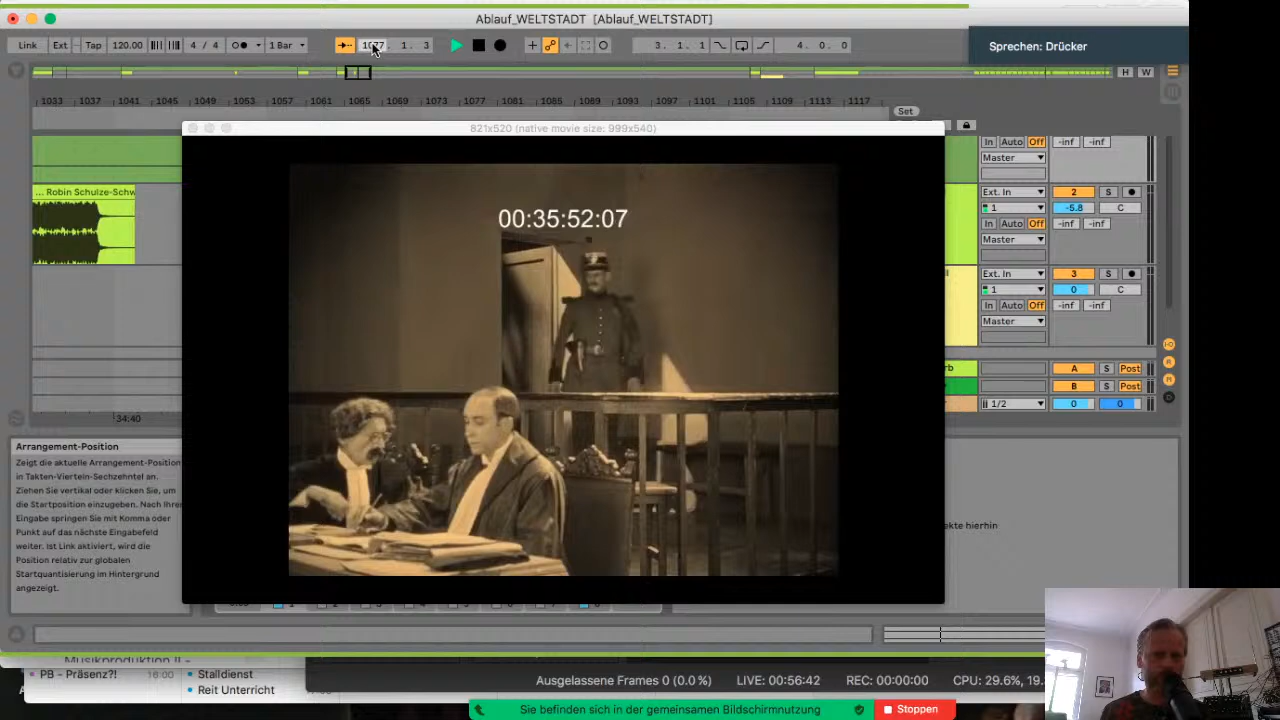 Ablauf_WELTSTADT [Ablauf_WELTSTADT]
Link Ext Tap 120.00 4 / 4 1 Bar 1. 3 3. 1. 1 4. 0. 0
Sprechen: Drücker
H W
1033 1037 1041 1045 1049 1053 1057 1061 1065 1069 1073 1077 1081 1085 1089 1093 1097 1101 1105 1109 1113 1117
Set
821x520 (native movie size: 999x540)
In Auto Off -inf -inf
Master
... Robin Schulze-Schw
Ext. In 2 S
1 -5.8 C
In Auto Off -inf -inf
Master
00:35:52:07
Ext. In 3 S
1 0 C
In Auto Off -inf -inf
Master
A S Post
B S Post
1/2 0 0
34:40
Arrangement-Position
Zeigt die aktuelle Arrangement-Position
in Takten-Vierteln-Sechzehntel an.
Ziehen Sie vertikal oder klicken Sie, um
die Startposition einzugeben. Nach Ihrer
Eingabe springen Sie mit Komma oder
Punkt auf das nächste Eingabefeld
weiter. Ist Link aktiviert, wird die
Position relativ zur globalen
Startquantisierung im Hintergrund
angezeigt.
ekte hierhin
Musikproduktion II -
PB - Präsenz?! 16:00 Stalldienst
Reit Unterricht
Ausgelassene Frames 0 (0.0 %) LIVE: 00:56:42 REC: 00:00:00 CPU: 29.6%, 19.
Sie befinden sich in der gemeinsamen Bildschirmnutzung Stoppen